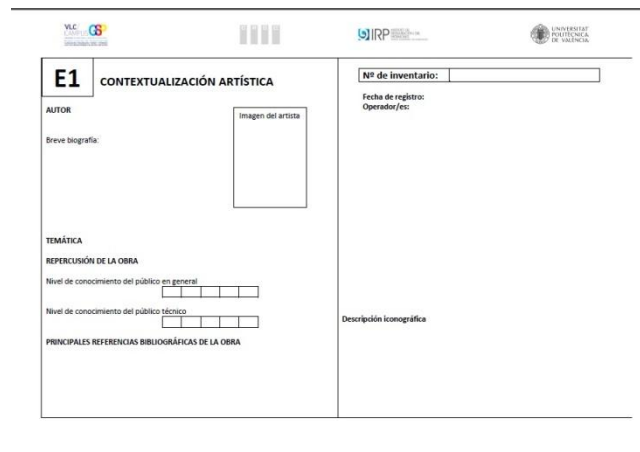 VLC
CAMPUS
IRP
UNIVERSITAT
POLITÈCNICA
DE VALÈNCIA
E1
CONTEXTUALIZACIÓN ARTÍSTICA
AUTOR
Imagen del artista
Breve biografía:
TEMÁTICA
REPERCUSIÓN DE LA OBRA
Nivel de conocimiento del público en general
Nivel de conocimiento del público técnico
PRINCIPALES REFERENCIAS BIBLIOGRÁFICAS DE LA OBRA
Nº de inventario:
Fecha de registro:
Operador/es:
Descripción iconográfica